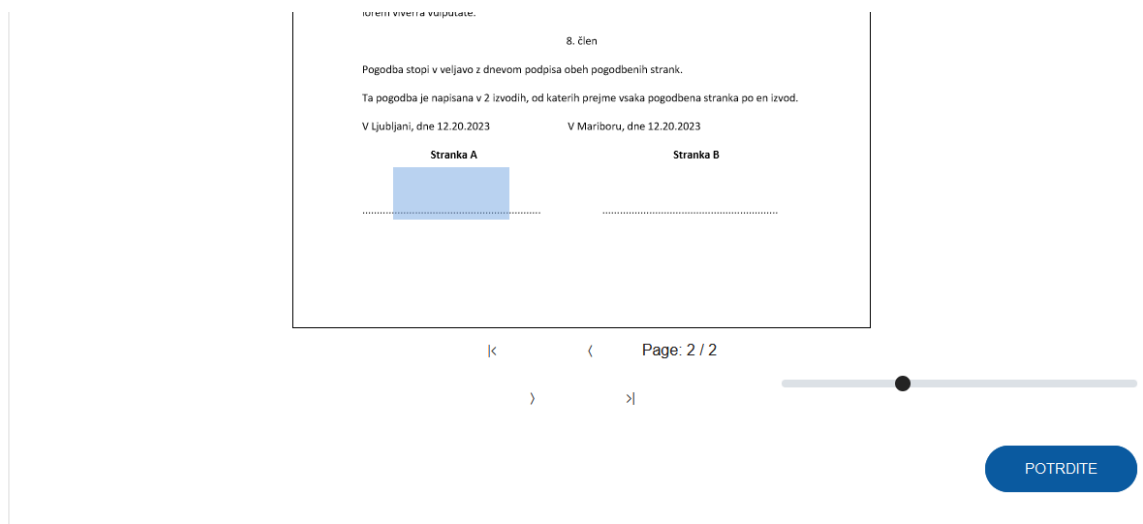 lorem viverra vulputate.
8. člen
Pogodba stopi v veljavo z dnevom podpisa obeh pogodbenih strank.
Ta pogodba je napisana v 2 izvodih, od katerih prejme vsaka pogodbena stranka po en izvod.
V Ljubljani, dne 12.20.2023 V Mariboru, dne 12.20.2023
Stranka A Stranka B
Page: 2 / 2
POTRDITE